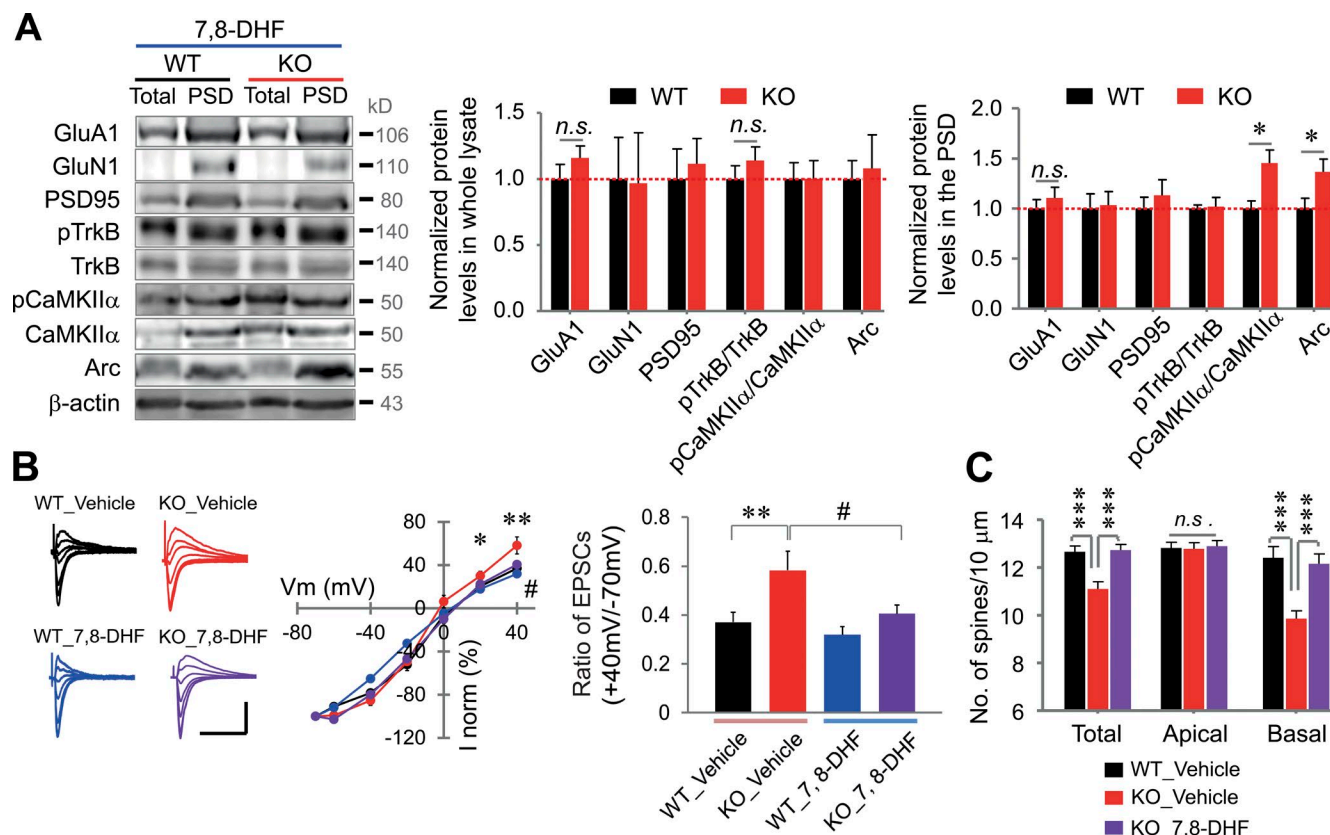 A
7,8-DHF
WT KO
Total PSD Total PSD kD
GluA1 106
GluN1 110
PSD95 80
pTrkB 140
TrkB 140
pCaMKIIα 50
CaMKIIα 50
Arc 55
β-actin 43
WT KO
Normalized protein
levels in whole lysate
1.5
1.0
0.5
0.0
n.s.
n.s.
GluA1
GluN1
PSD95
pTrkB/TrkB
pCaMKIIα/CaMKIIα
Arc
WT KO
Normalized protein
levels in the PSD
2.0
1.5
1.0
0.5
0.0
n.s.
*
*
GluA1
GluN1
PSD95
pTrkB/TrkB
pCaMKIIα/CaMKIIα
Arc
B
WT_Vehicle KO_Vehicle
WT_7,8-DHF KO_7,8-DHF
Vm (mV)
I norm (%)
80
40
0
-40
-80
-120
-80 -40 0 40
* **
#
Ratio of EPSCs
(+40mV/-70mV)
0.8
0.6
0.4
0.2
0
** #
WT_Vehicle
KO_Vehicle
WT_7, 8-DHF
KO_7, 8-DHF
C
No. of spines/10 μm
14
12
10
8
6
*** ***
n.s.
*** ***
Total Apical Basal
WT_Vehicle
KO_Vehicle
KO_7,8-DHF